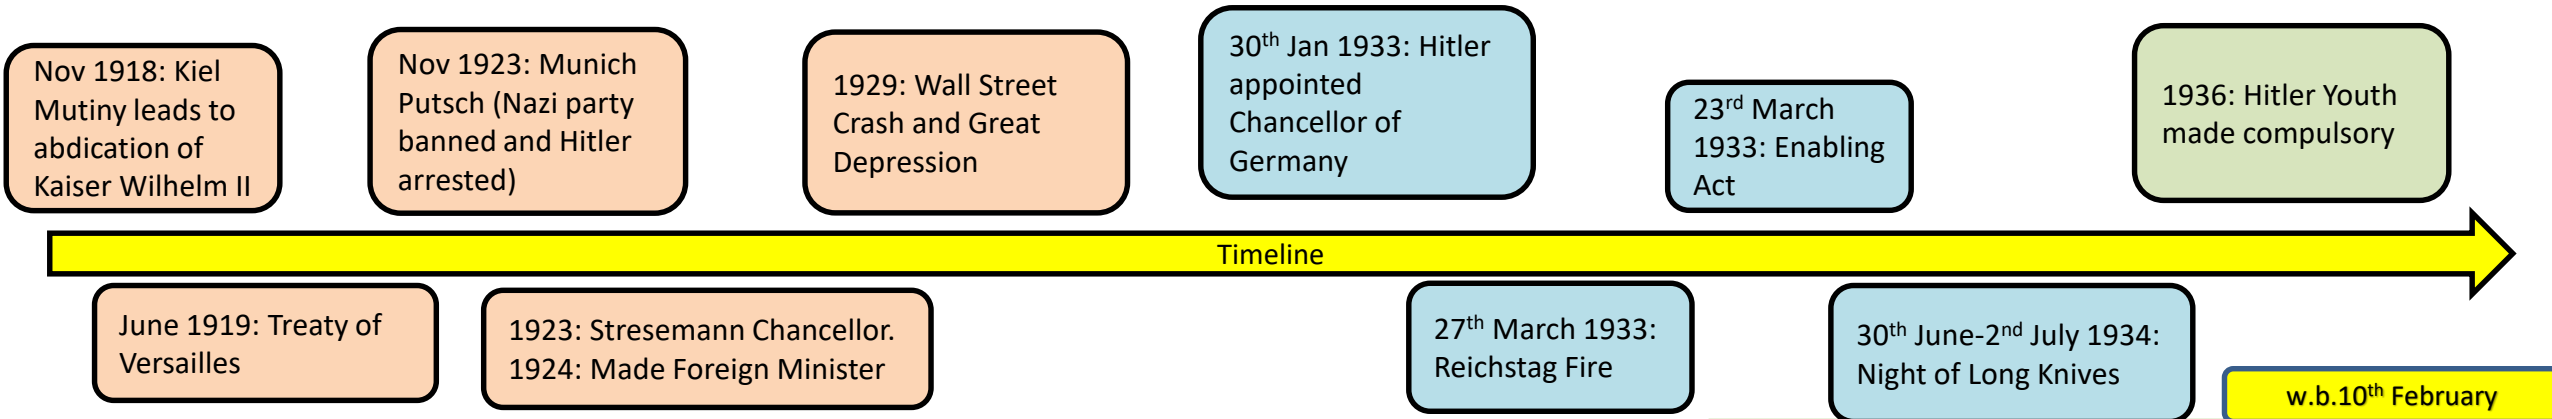 Nov 1918: Kiel
Mutiny leads to
abdication of
Kaiser Wilhelm II
Nov 1923: Munich
Putsch (Nazi party
banned and Hitler
arrested)
1929: Wall Street
Crash and Great
Depression
30th Jan 1933: Hitler
appointed
Chancellor of
Germany
23rd March
1933: Enabling
Act
1936: Hitler Youth
made compulsory
Timeline
June 1919: Treaty of
Versailles
1923: Stresemann Chancellor.
1924: Made Foreign Minister
27th March 1933:
Reichstag Fire
30th June-2nd July 1934:
Night of Long Knives
w.b.10th February